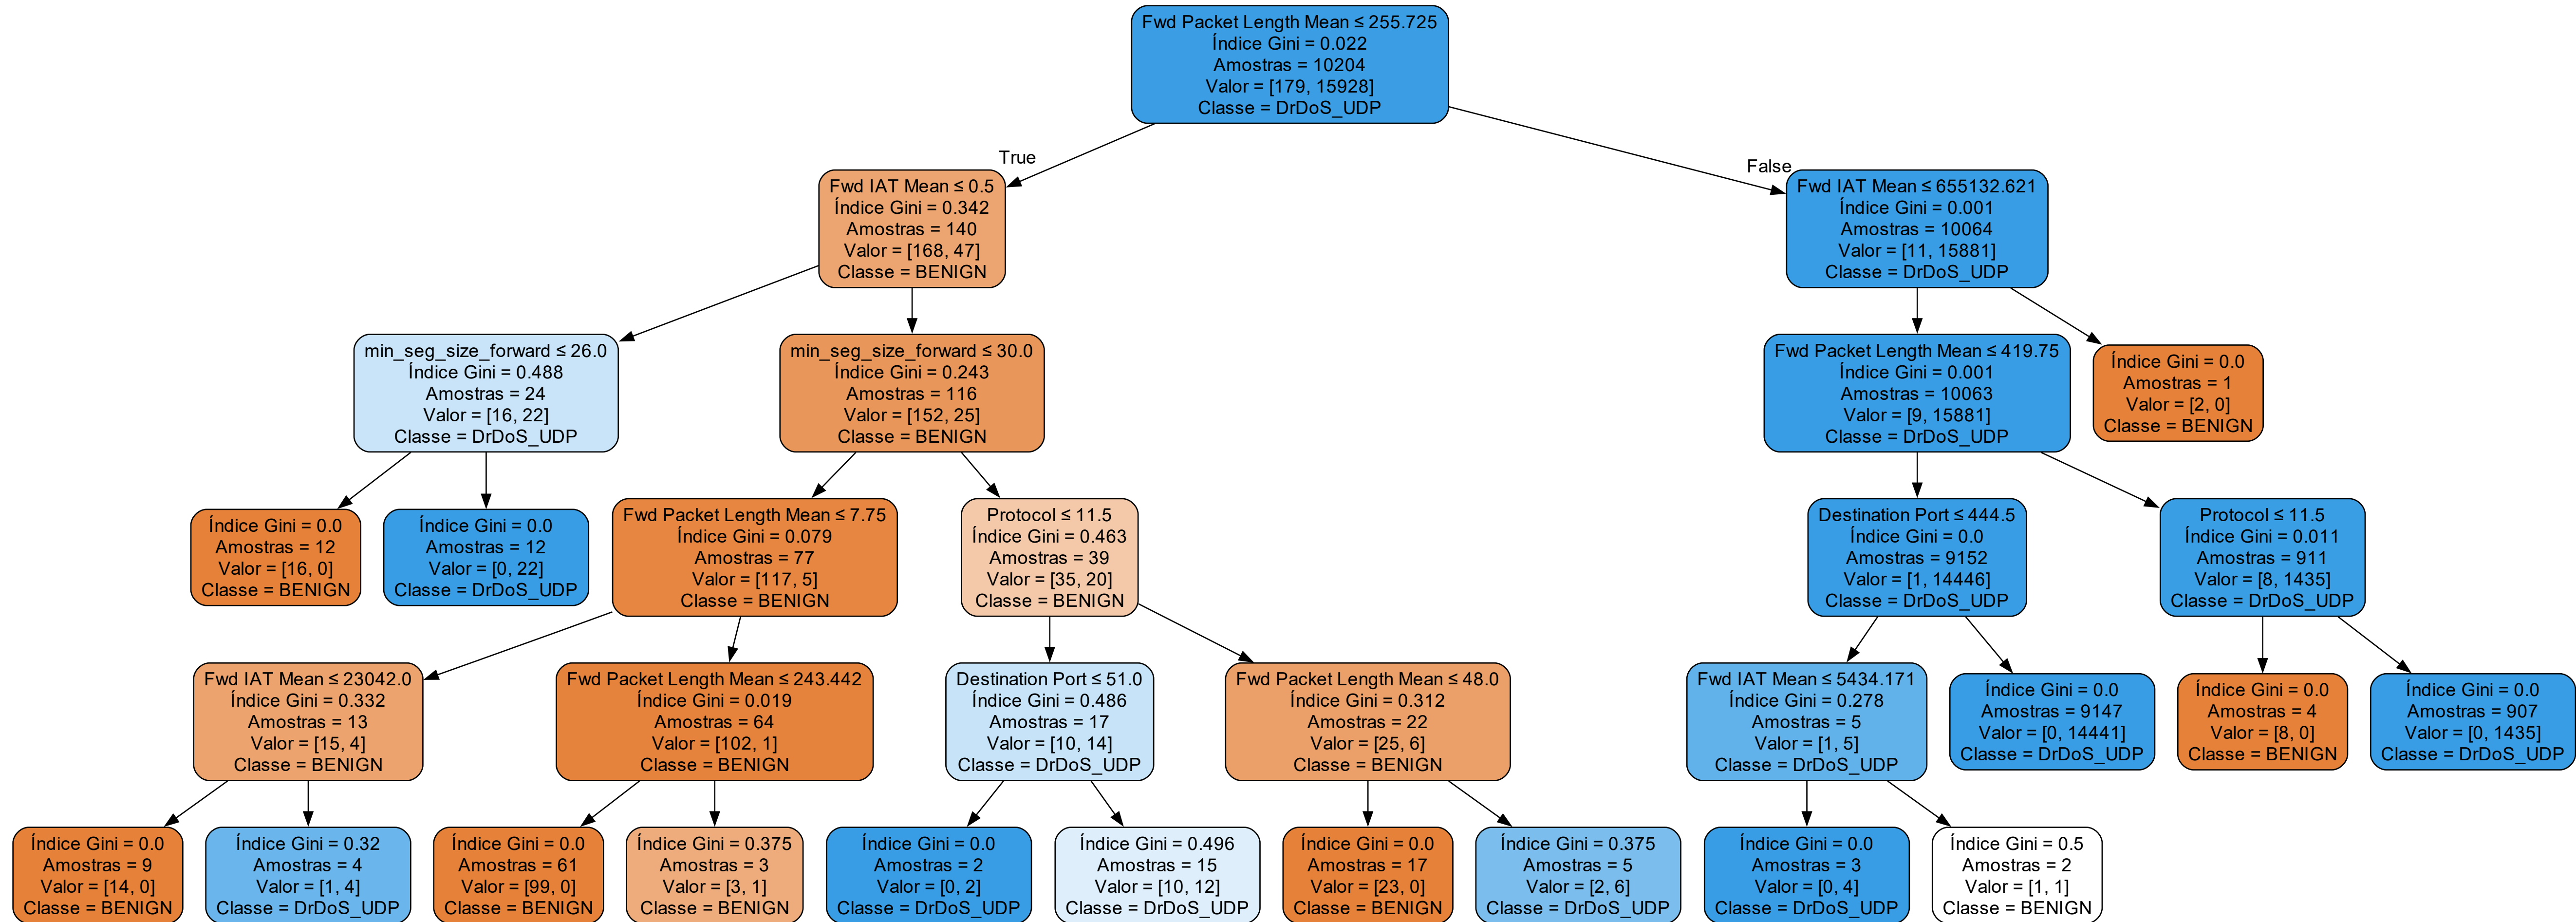 Fwd Packet Length Mean ≤ 255.725
Índice Gini = 0.022
Amostras = 10204
Valor = [179, 15928]
Classe = DrDoS_UDP
True
False
Fwd IAT Mean ≤ 0.5
Índice Gini = 0.342
Amostras = 140
Valor = [168, 47]
Classe = BENIGN
Fwd IAT Mean ≤ 655132.621
Índice Gini = 0.001
Amostras = 10064
Valor = [11, 15881]
Classe = DrDoS_UDP
min_seg_size_forward ≤ 26.0
Índice Gini = 0.488
Amostras = 24
Valor = [16, 22]
Classe = DrDoS_UDP
min_seg_size_forward ≤ 30.0
Índice Gini = 0.243
Amostras = 116
Valor = [152, 25]
Classe = BENIGN
Fwd Packet Length Mean ≤ 419.75
Índice Gini = 0.001
Amostras = 10063
Valor = [9, 15881]
Classe = DrDoS_UDP
Índice Gini = 0.0
Amostras = 1
Valor = [2, 0]
Classe = BENIGN
Índice Gini = 0.0
Amostras = 12
Valor = [16, 0]
Classe = BENIGN
Índice Gini = 0.0
Amostras = 12
Valor = [0, 22]
Classe = DrDoS_UDP
Fwd Packet Length Mean ≤ 7.75
Índice Gini = 0.079
Amostras = 77
Valor = [117, 5]
Classe = BENIGN
Protocol ≤ 11.5
Índice Gini = 0.463
Amostras = 39
Valor = [35, 20]
Classe = BENIGN
Destination Port ≤ 444.5
Índice Gini = 0.0
Amostras = 9152
Valor = [1, 14446]
Classe = DrDoS_UDP
Protocol ≤ 11.5
Índice Gini = 0.011
Amostras = 911
Valor = [8, 1435]
Classe = DrDoS_UDP
Fwd IAT Mean ≤ 23042.0
Índice Gini = 0.332
Amostras = 13
Valor = [15, 4]
Classe = BENIGN
Fwd Packet Length Mean ≤ 243.442
Índice Gini = 0.019
Amostras = 64
Valor = [102, 1]
Classe = BENIGN
Destination Port ≤ 51.0
Índice Gini = 0.486
Amostras = 17
Valor = [10, 14]
Classe = DrDoS_UDP
Fwd Packet Length Mean ≤ 48.0
Índice Gini = 0.312
Amostras = 22
Valor = [25, 6]
Classe = BENIGN
Fwd IAT Mean ≤ 5434.171
Índice Gini = 0.278
Amostras = 5
Valor = [1, 5]
Classe = DrDoS_UDP
Índice Gini = 0.0
Amostras = 9147
Valor = [0, 14441]
Classe = DrDoS_UDP
Índice Gini = 0.0
Amostras = 4
Valor = [8, 0]
Classe = BENIGN
Índice Gini = 0.0
Amostras = 907
Valor = [0, 1435]
Classe = DrDoS_UDP
Índice Gini = 0.0
Amostras = 9
Valor = [14, 0]
Classe = BENIGN
Índice Gini = 0.32
Amostras = 4
Valor = [1, 4]
Classe = DrDoS_UDP
Índice Gini = 0.0
Amostras = 61
Valor = [99, 0]
Classe = BENIGN
Índice Gini = 0.375
Amostras = 3
Valor = [3, 1]
Classe = BENIGN
Índice Gini = 0.0
Amostras = 2
Valor = [0, 2]
Classe = DrDoS_UDP
Índice Gini = 0.496
Amostras = 15
Valor = [10, 12]
Classe = DrDoS_UDP
Índice Gini = 0.0
Amostras = 17
Valor = [23, 0]
Classe = BENIGN
Índice Gini = 0.375
Amostras = 5
Valor = [2, 6]
Classe = DrDoS_UDP
Índice Gini = 0.0
Amostras = 3
Valor = [0, 4]
Classe = DrDoS_UDP
Índice Gini = 0.5
Amostras = 2
Valor = [1, 1]
Classe = BENIGN